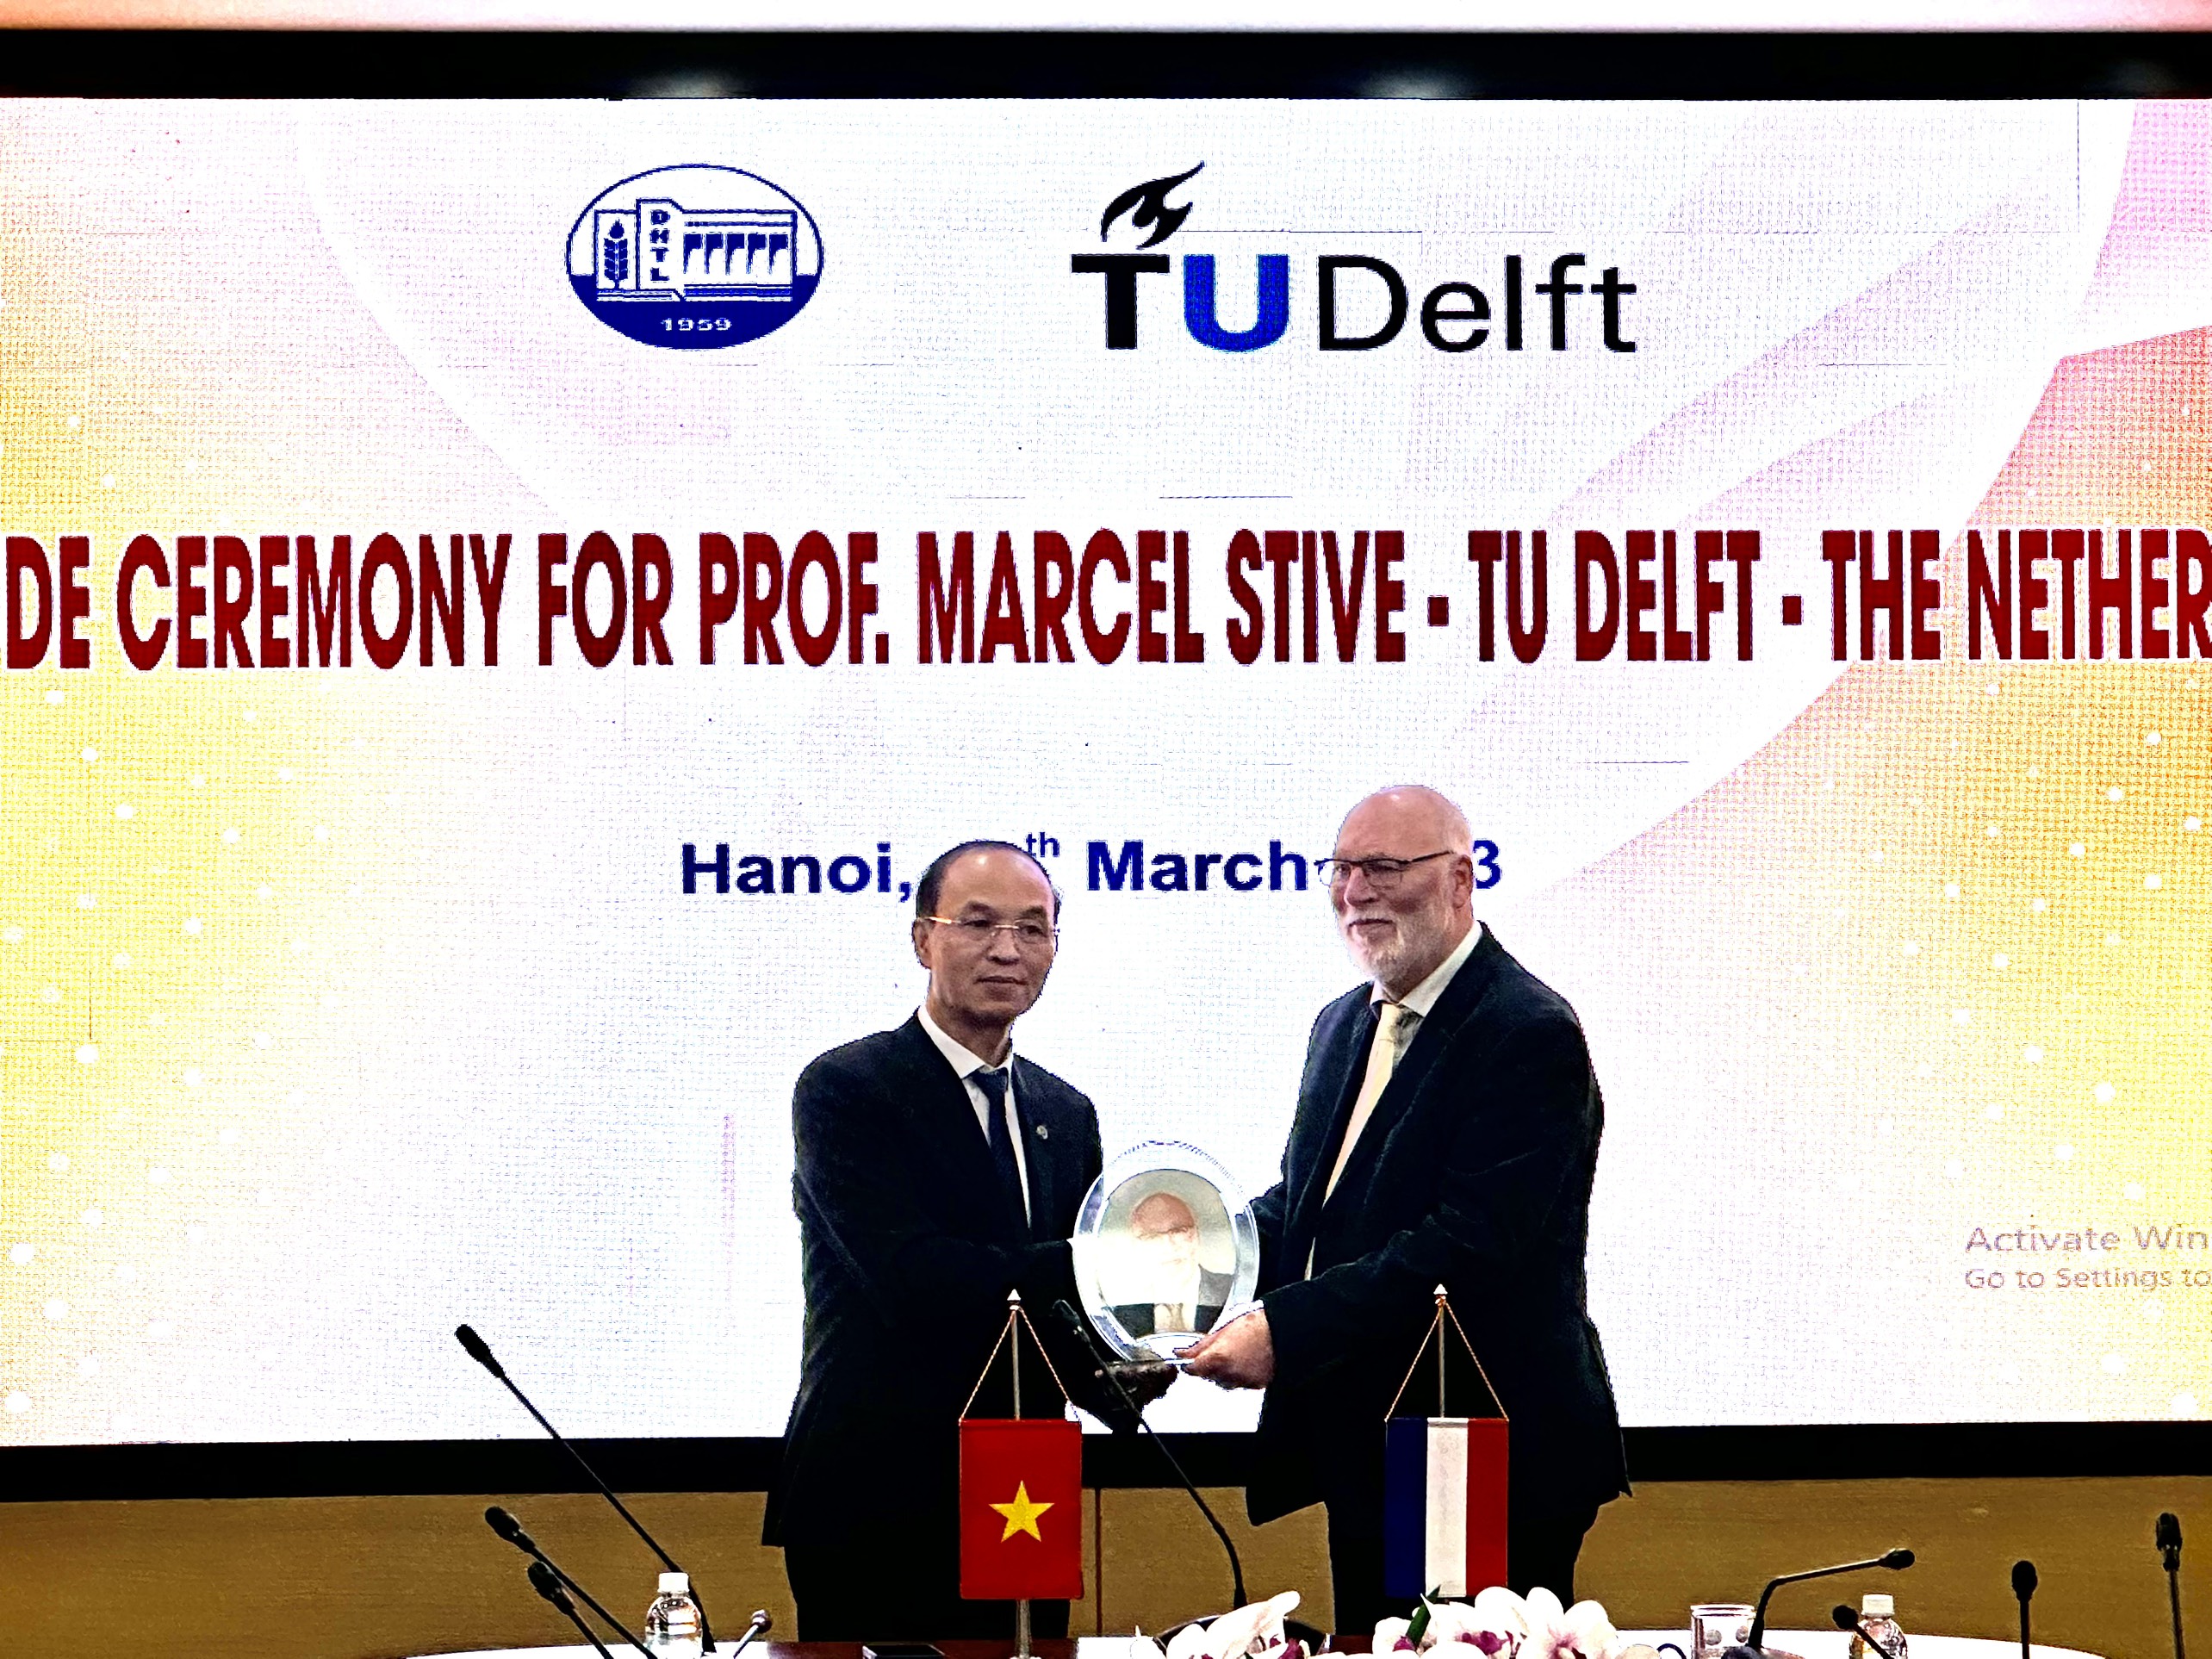 DHTL
1959
TU Delft
DE CEREMONY FOR PROF. MARCEL STIVE - TU DELFT - THE NETHER
Hanoi, th March 3
Activate Win
Go to Settings to